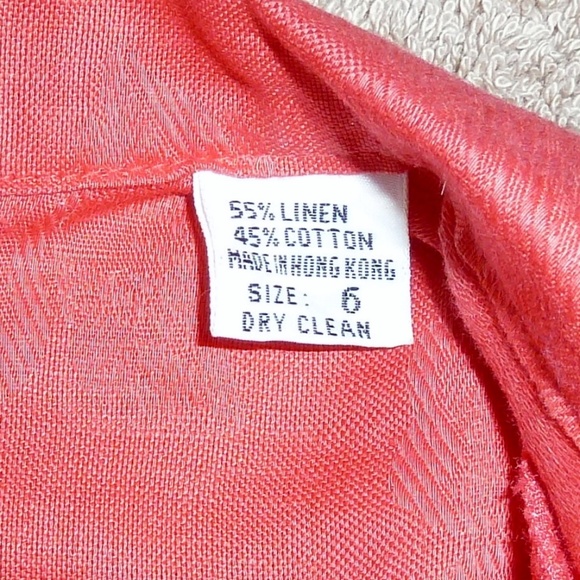 55% LINEN
45% COTTON
MADE IN HONG KONG
SIZE: 6
DRY CLEAN